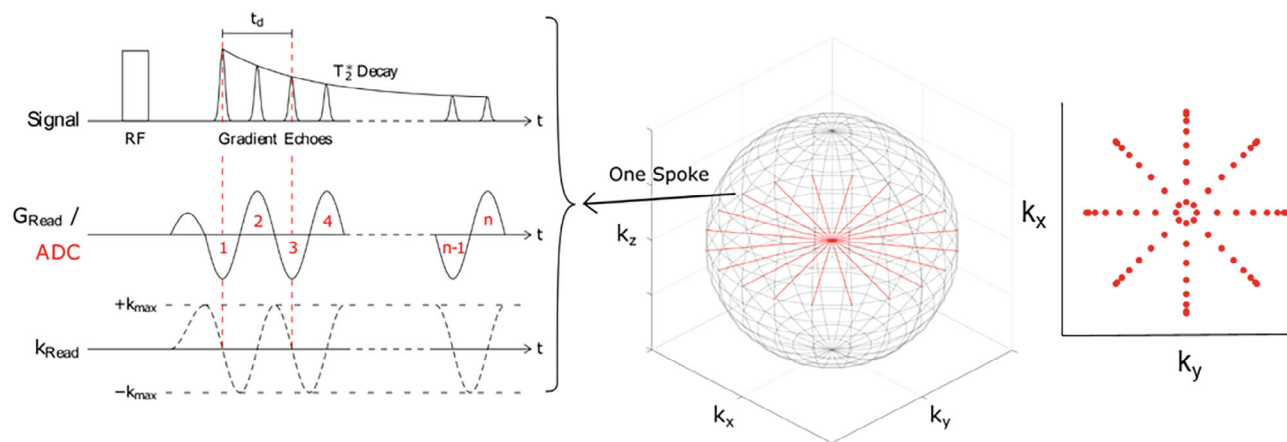 t_d
T₂* Decay
Signal
t
RF
Gradient Echoes
G_Read /
ADC
1
2
3
4
n-1
n
t
+k_max
k_Read
t
−k_max
One Spoke
k_z
k_x
k_y
k_x
k_y